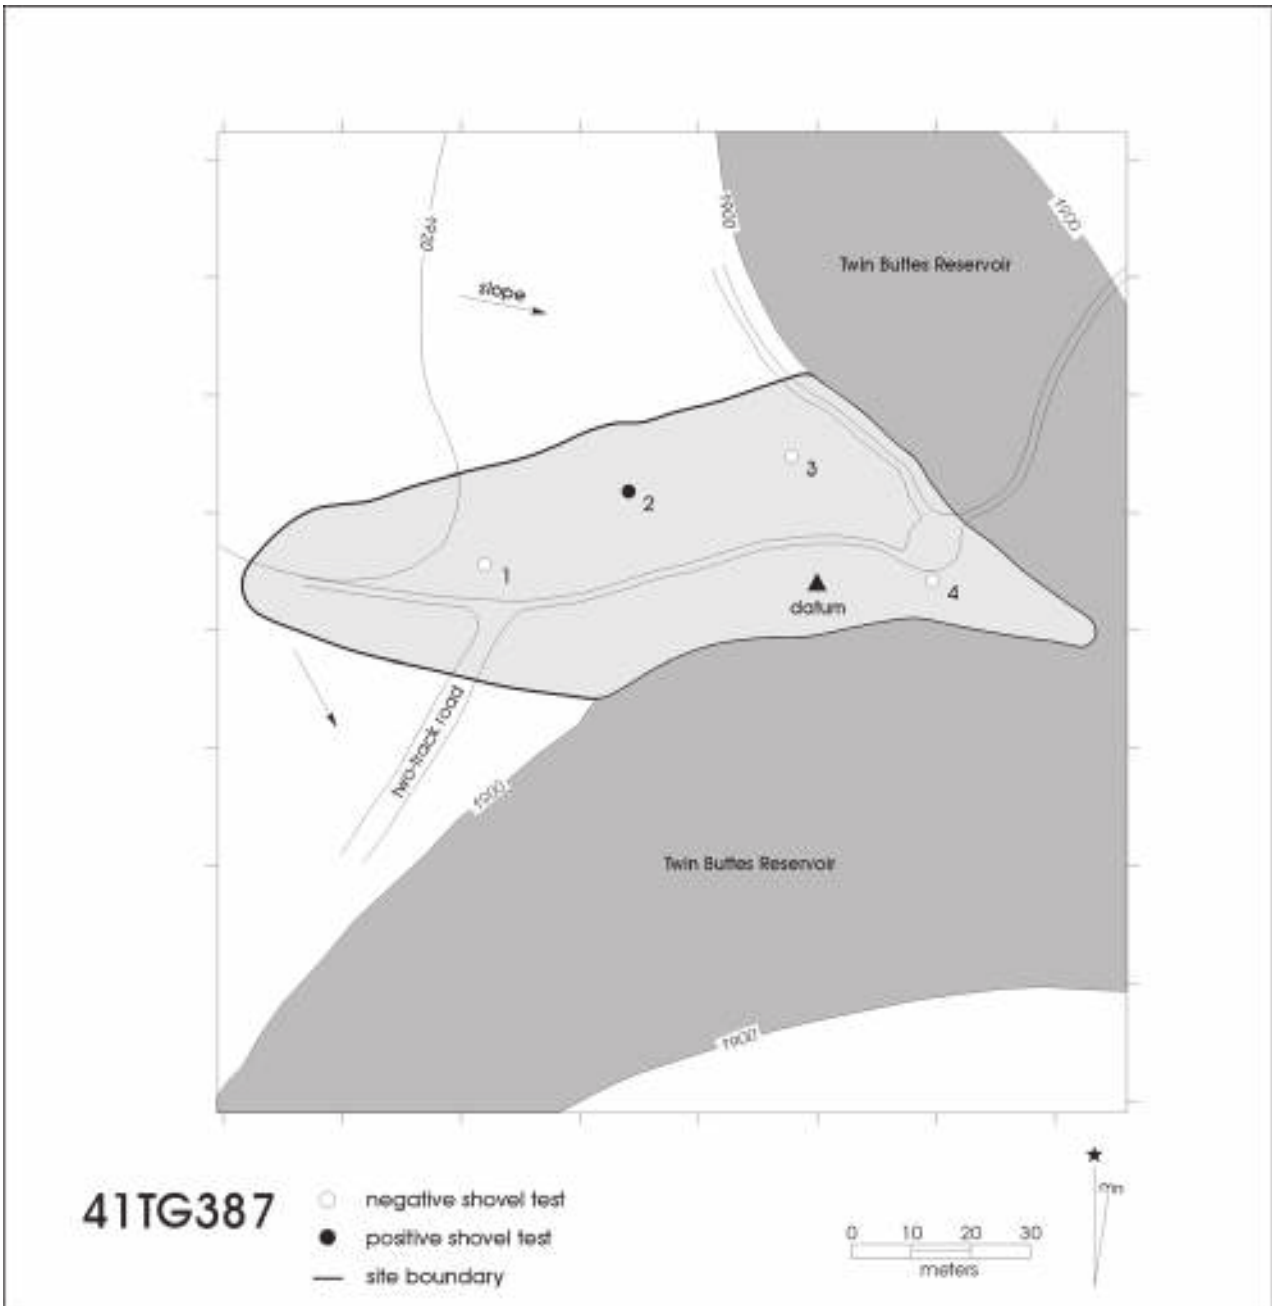 1920
1900
1900
Twin Buttes Reservoir
slope
3
2
1
4
datum
two-track road
1900
Twin Buttes Reservoir
1900
41TG387
negative shovel test
positive shovel test
site boundary
0 10 20 30
meters
mn